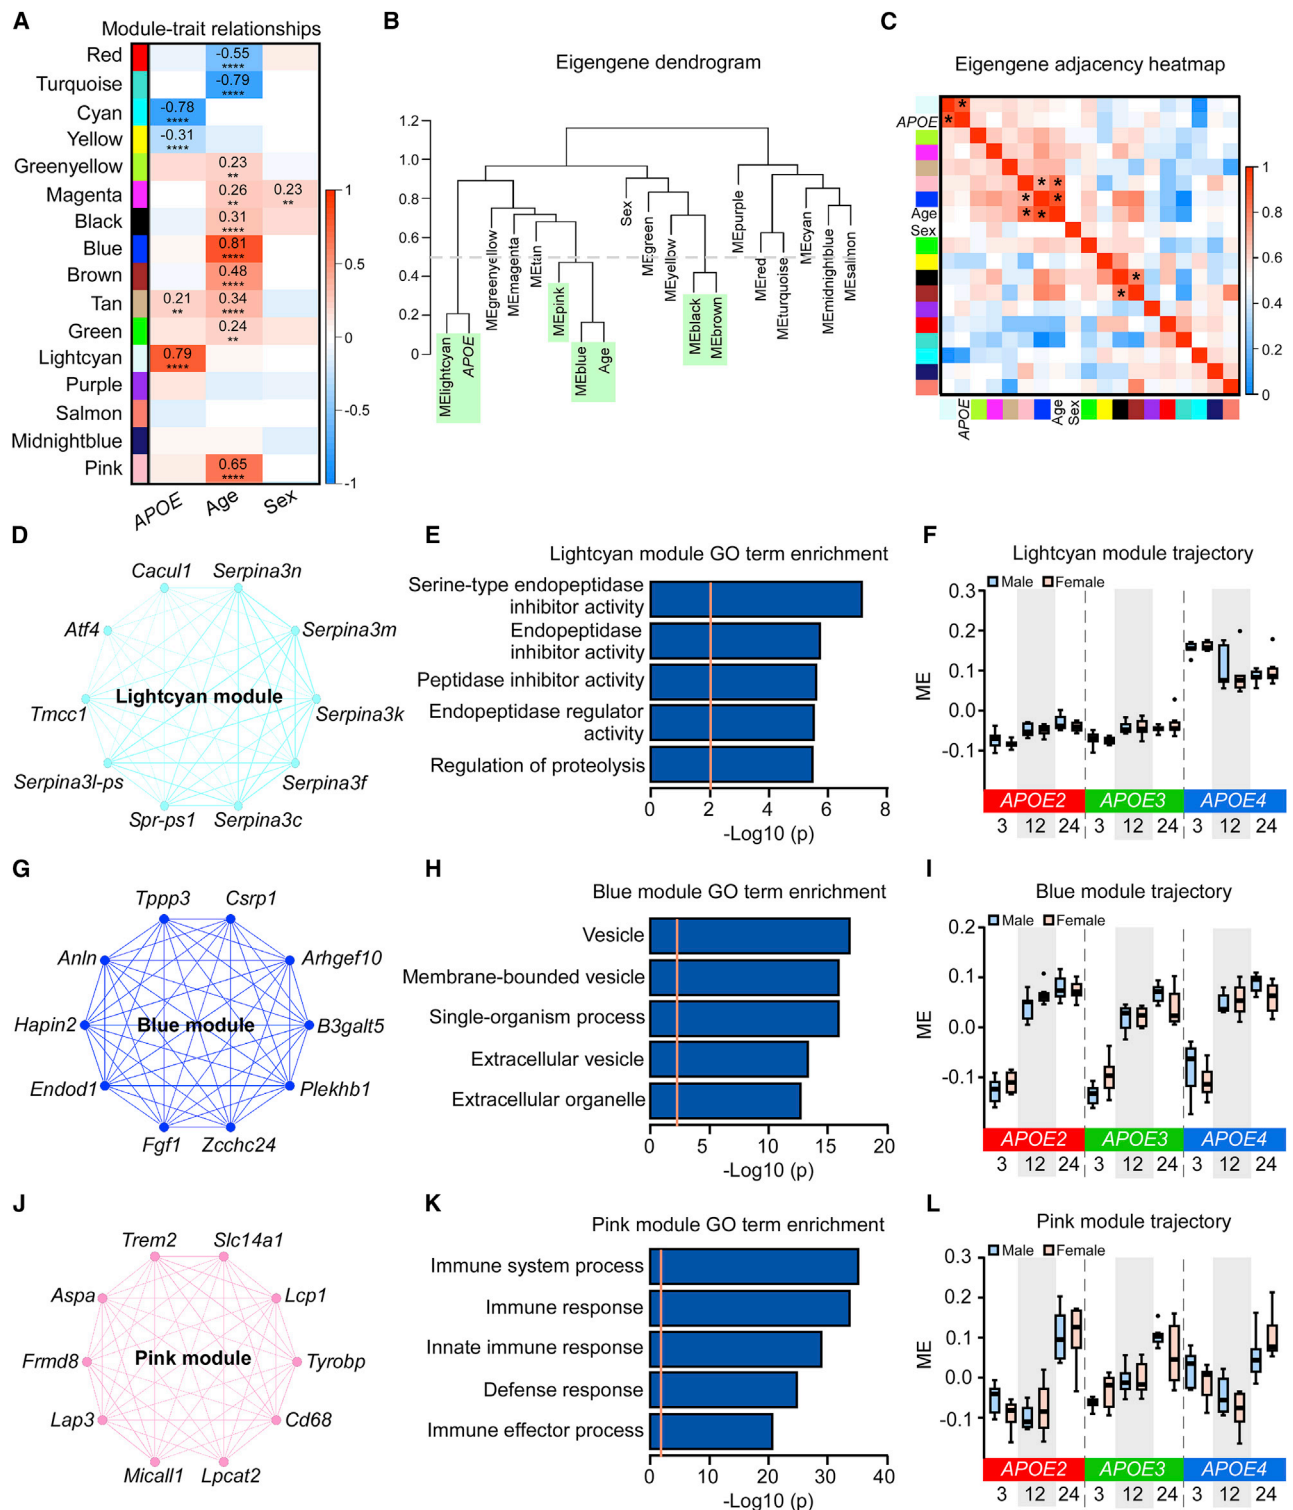 A
Module-trait relationships
Red
-0.55
****
Turquoise
-0.79
****
Cyan
-0.78
****
Yellow
-0.31
****
Greenyellow
0.23
**
Magenta
0.26
**
0.23
**
Black
0.31
****
Blue
0.81
****
Brown
0.48
****
Tan
0.21
**
0.34
****
Green
0.24
**
Lightcyan
0.79
****
Purple
Salmon
Midnightblue
Pink
0.65
****
APOE
Age
Sex
1
0.5
0
-0.5
-1
B
Eigengene dendrogram
1.2
1.0
0.8
0.6
0.4
0.2
0
MElightcyan
APOE
MEgreenyellow
MEmagenta
MEtan
MEpink
MEblue
Age
Sex
MEgreen
MEyellow
MEblack
MEbrown
MEpurple
MEred
MEturquoise
MEcyan
MEmidnightblue
MEsalmon
C
Eigengene adjacency heatmap
APOE
Age
Sex
*
*
* *
* *
* *
*
*
APOE
Age
Sex
1
0.8
0.6
0.4
0.2
0
D
Cacul1
Serpina3n
Atf4
Serpina3m
Lightcyan module
Tmcc1
Serpina3k
Serpina3l-ps
Serpina3f
Spr-ps1
Serpina3c
E
Lightcyan module GO term enrichment
Serine-type endopeptidase
inhibitor activity
Endopeptidase
inhibitor activity
Peptidase inhibitor activity
Endopeptidase regulator
activity
Regulation of proteolysis
0 2 4 6 8
-Log10 (p)
F
Lightcyan module trajectory
Male Female
0.3
0.2
0.1
0.0
-0.1
ME
APOE2 APOE3 APOE4
3 12 24 3 12 24 3 12 24
G
Tppp3
Csrp1
Anln
Arhgef10
Hapin2
Blue module
B3galt5
Endod1
Plekhb1
Fgf1
Zcchc24
H
Blue module GO term enrichment
Vesicle
Membrane-bounded vesicle
Single-organism process
Extracellular vesicle
Extracellular organelle
0 5 10 15 20
-Log10 (p)
I
Blue module trajectory
Male Female
0.2
0.1
0.0
-0.1
ME
APOE2 APOE3 APOE4
3 12 24 3 12 24 3 12 24
J
Trem2
Slc14a1
Aspa
Lcp1
Frmd8
Pink module
Tyrobp
Lap3
Cd68
Micall1
Lpcat2
K
Pink module GO term enrichment
Immune system process
Immune response
Innate immune response
Defense response
Immune effector process
0 10 20 30 40
-Log10 (p)
L
Pink module trajectory
Male Female
0.3
0.2
0.1
0.0
-0.1
ME
APOE2 APOE3 APOE4
3 12 24 3 12 24 3 12 24